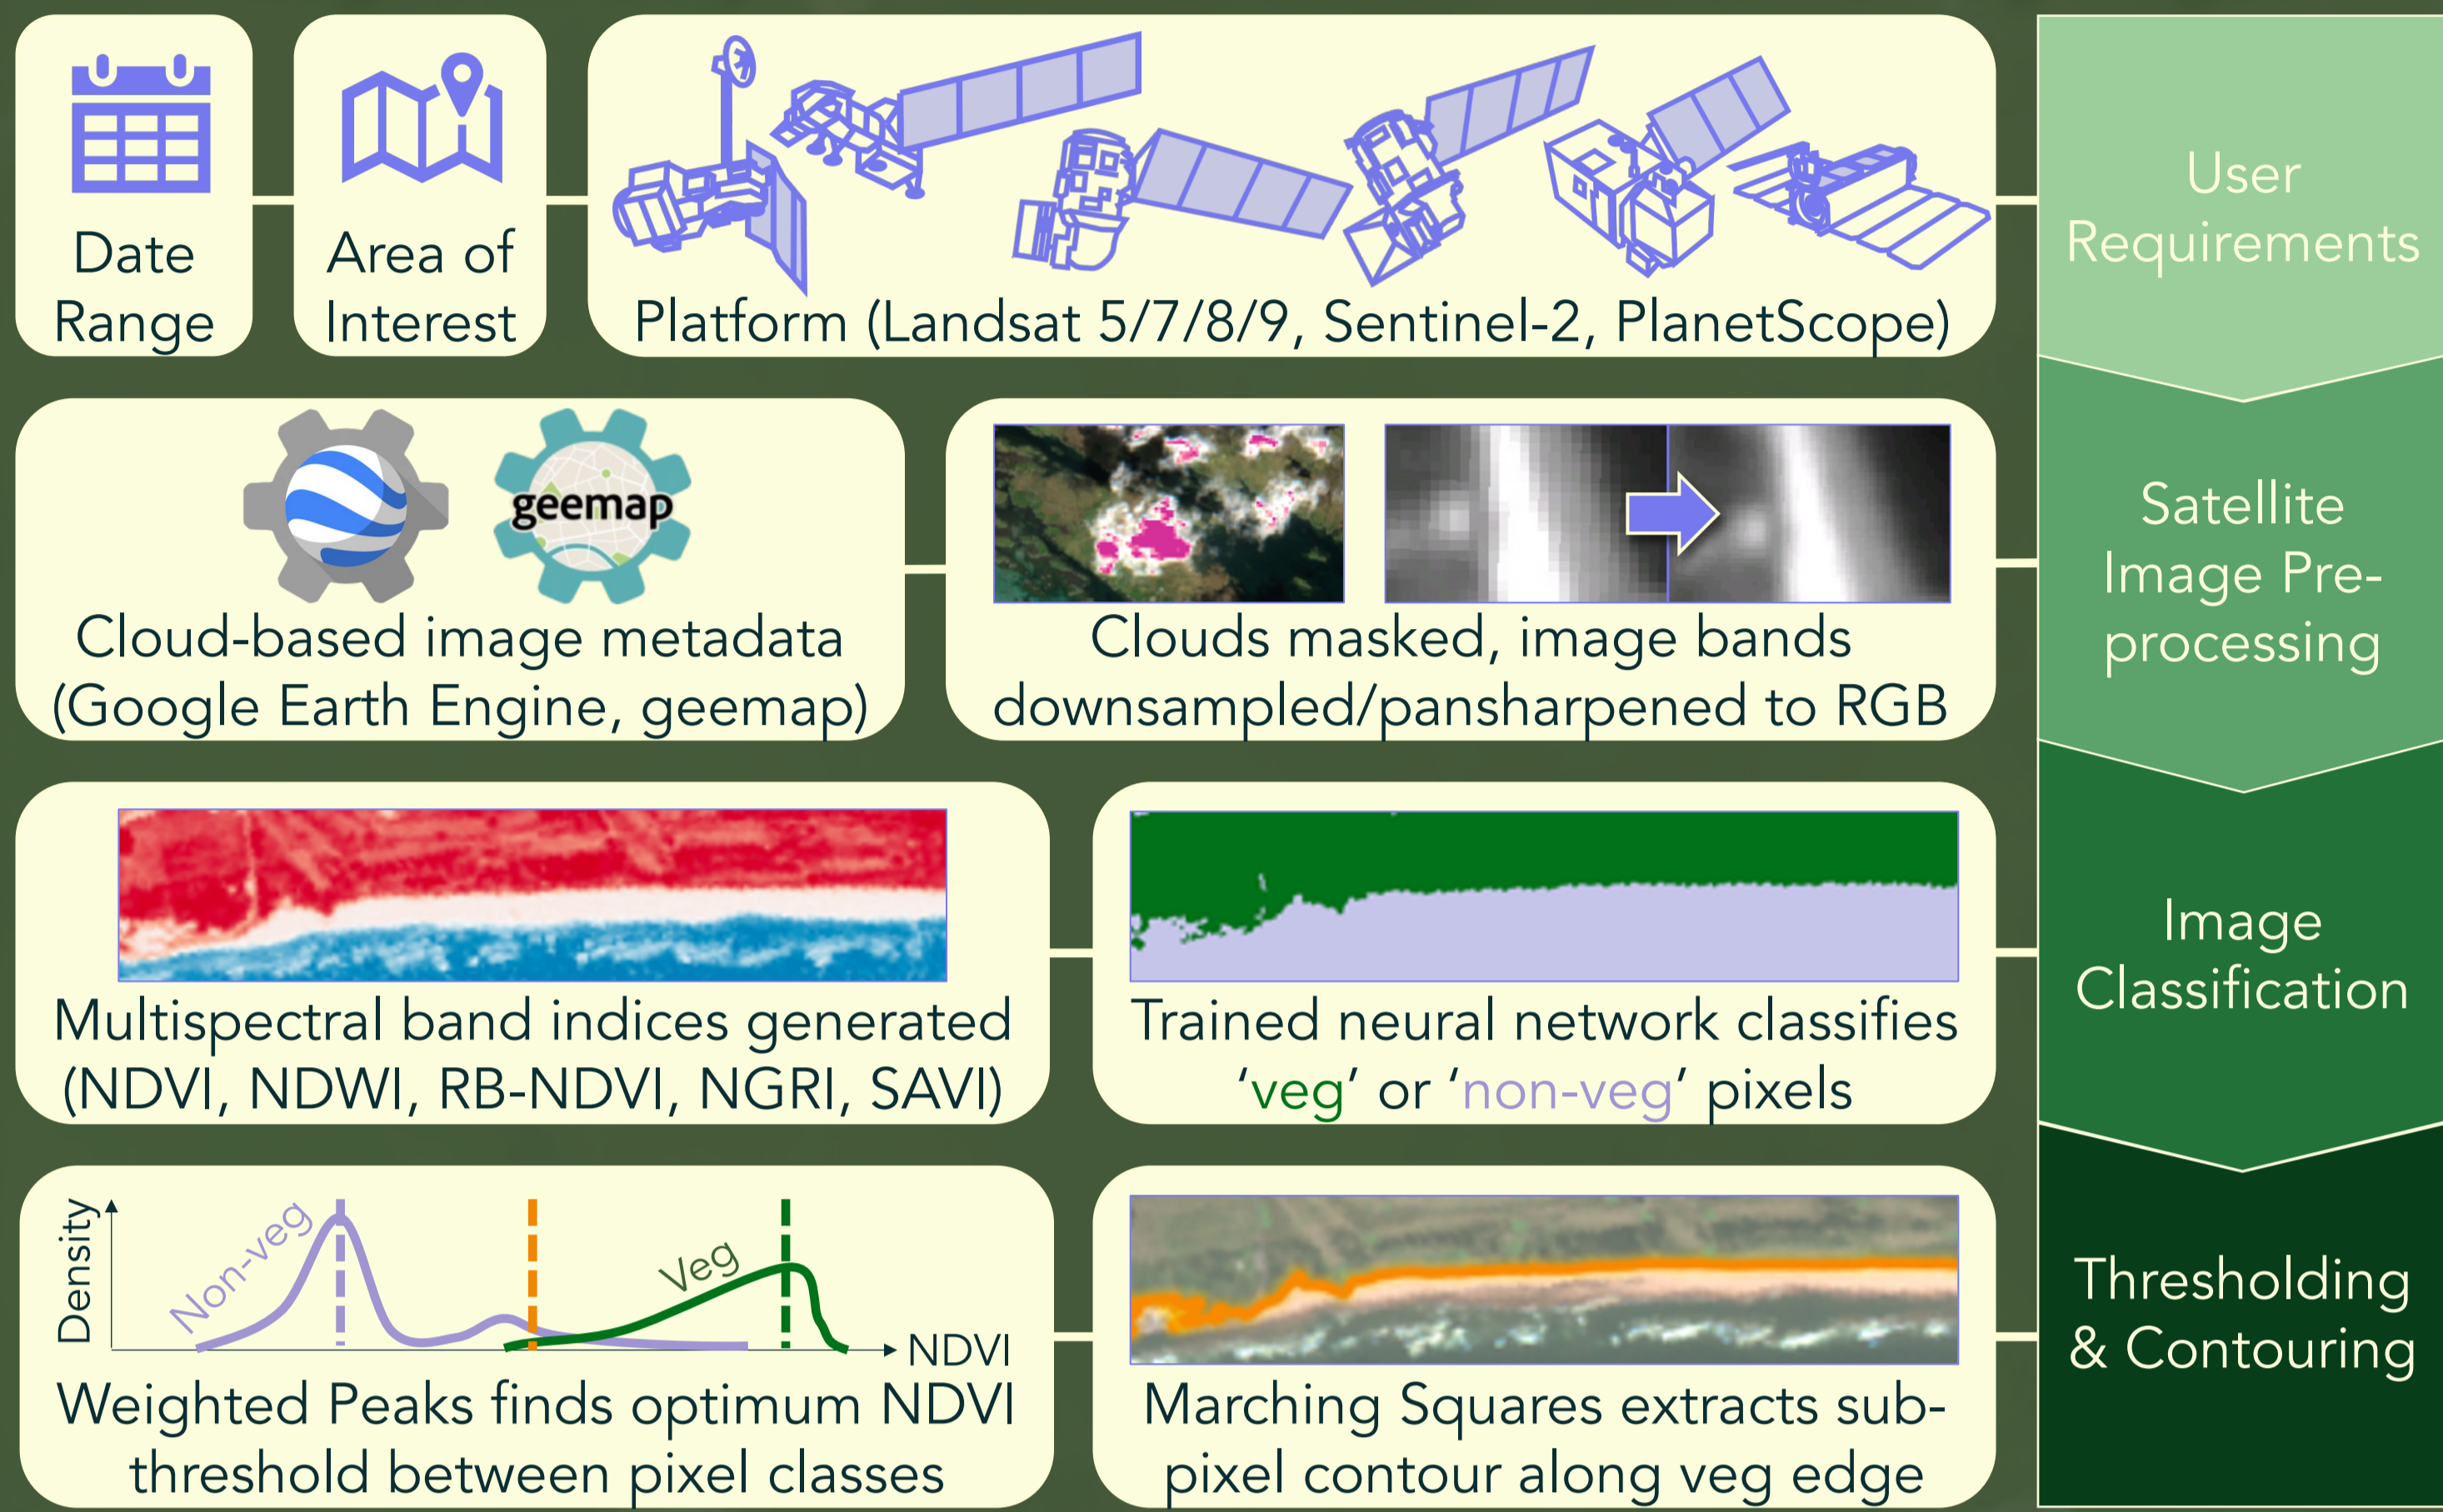 Date
Range
Area of
Interest
Platform (Landsat 5/7/8/9, Sentinel-2, PlanetScope)
User
Requirements
geemap
Cloud-based image metadata
(Google Earth Engine, geemap)
Clouds masked, image bands
downsampled/pansharpened to RGB
Satellite
Image Pre-
processing
Multispectral band indices generated
(NDVI, NDWI, RB-NDVI, NGRI, SAVI)
Trained neural network classifies
‘veg’ or ‘non-veg’ pixels
Image
Classification
Density
Non-veg
Veg
NDVI
Weighted Peaks finds optimum NDVI
threshold between pixel classes
Marching Squares extracts sub-
pixel contour along veg edge
Thresholding
& Contouring